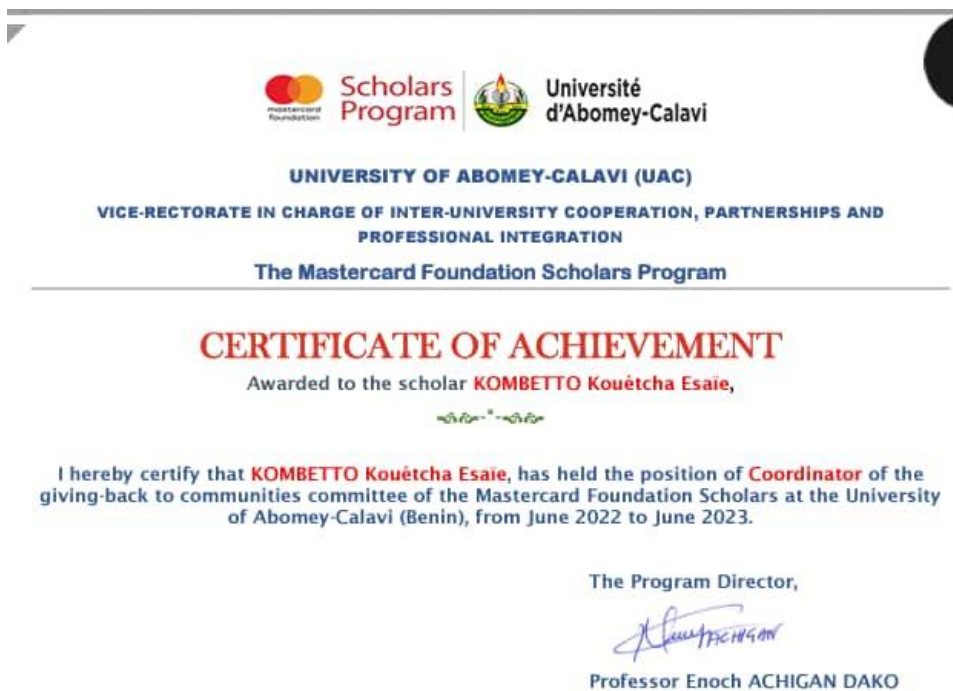 mastercard
foundation
Scholars
Program
Université
d'Abomey-Calavi
UNIVERSITY OF ABOMEY-CALAVI (UAC)
VICE-RECTORATE IN CHARGE OF INTER-UNIVERSITY COOPERATION, PARTNERSHIPS AND
PROFESSIONAL INTEGRATION
The Mastercard Foundation Scholars Program
CERTIFICATE OF ACHIEVEMENT
Awarded to the scholar KOMBETTO Kouétcha Esaïe,
I hereby certify that KOMBETTO Kouétcha Esaïe, has held the position of Coordinator of the
giving-back to communities committee of the Mastercard Foundation Scholars at the University
of Abomey-Calavi (Benin), from June 2022 to June 2023.
The Program Director,
ACHIGAN
Professor Enoch ACHIGAN DAKO